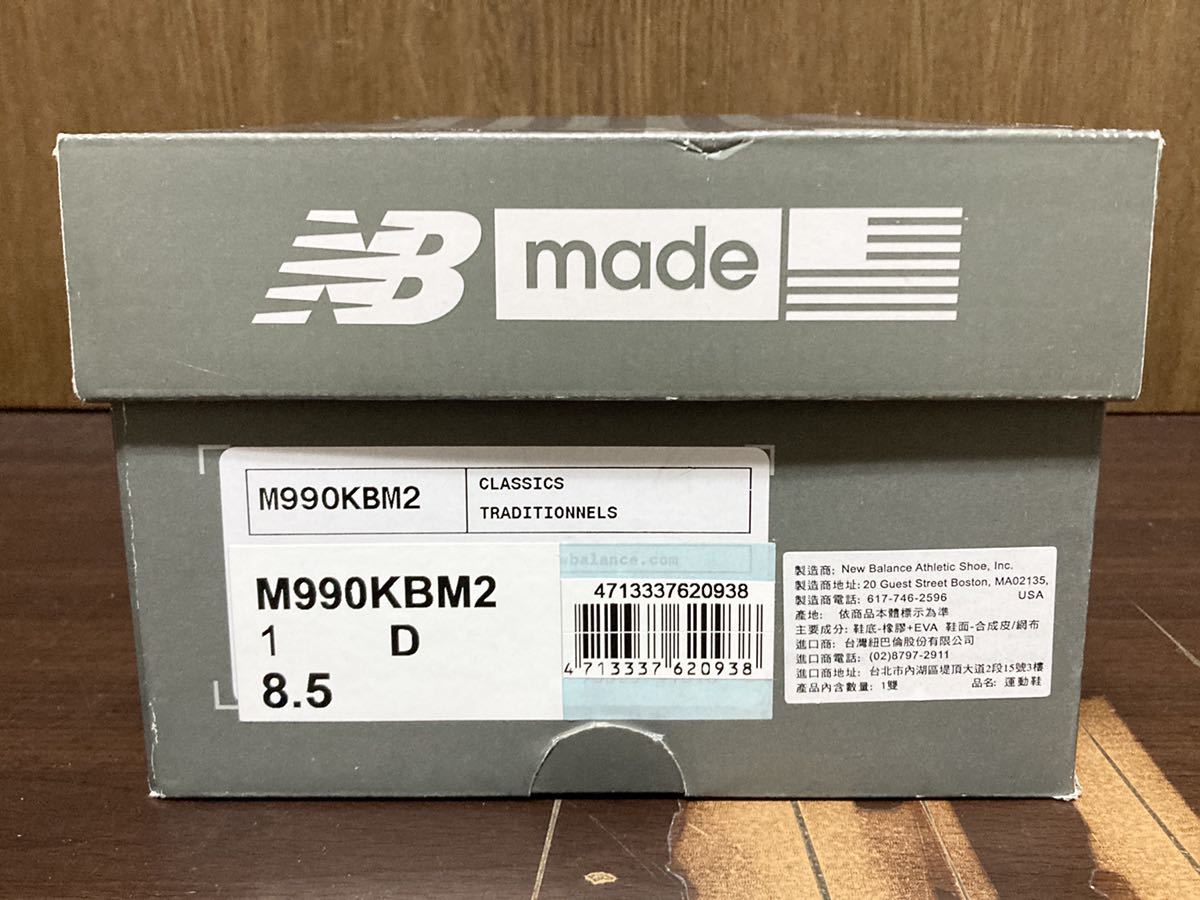 NB made
M990KBM2
CLASSICS
TRADITIONNELS
wbalance.com
M990KBM2
1 D
8.5
4713337620938
4 713337 620938
製造商: New Balance Athletic Shoe, Inc.
製造商地址: 20 Guest Street Boston, MA02135,
製造商電話: 617-746-2596 USA
產地: 依商品本體標示為準
主要成分: 鞋底-橡膠+EVA 鞋面-合成皮/網布
進口商: 台灣紐巴倫股份有限公司
進口商電話: (02)8797-2911
進口商地址: 台北市內湖區堤頂大道2段15號3樓
產品內含數量: 1雙 品名: 運動鞋